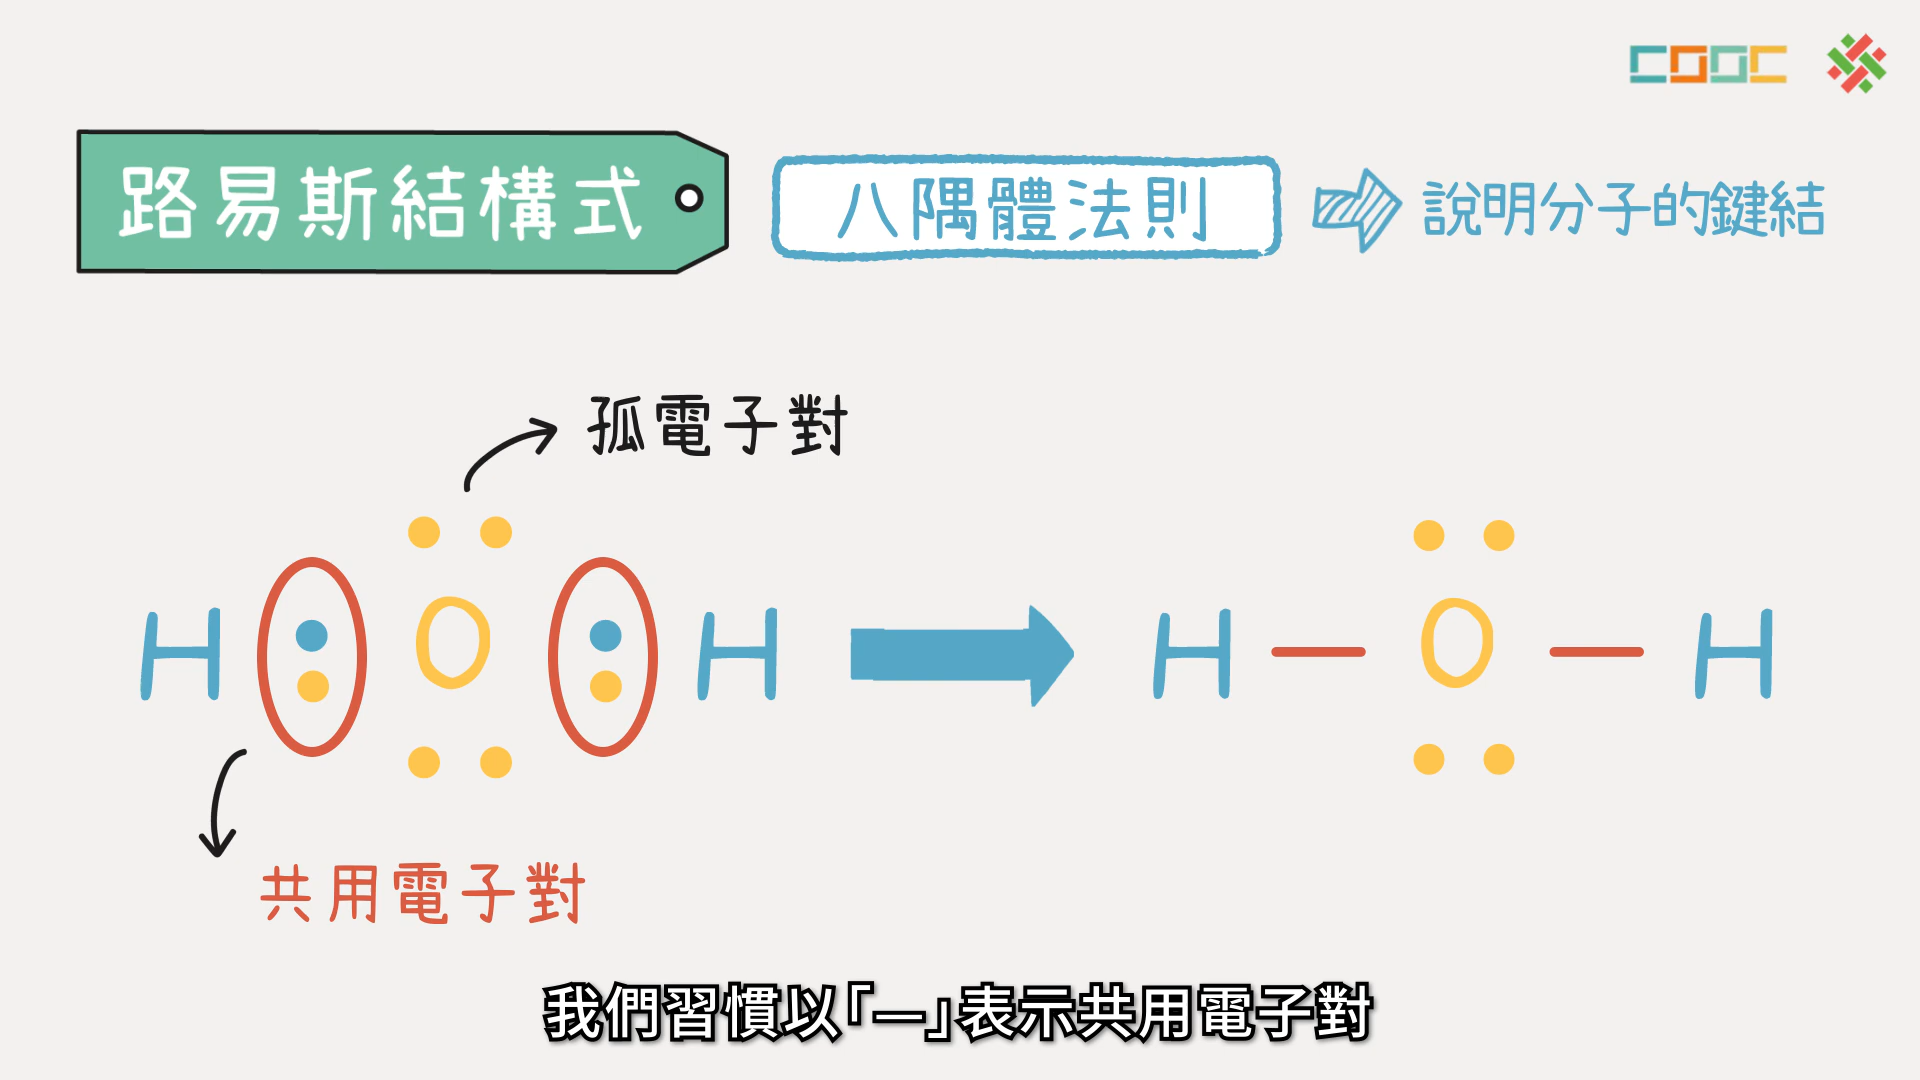 COOC
路易斯結構式
八隅體法則
說明分子的鍵結
孤電子對
H O H
H — O — H
共用電子對
我們習慣以「—」表示共用電子對